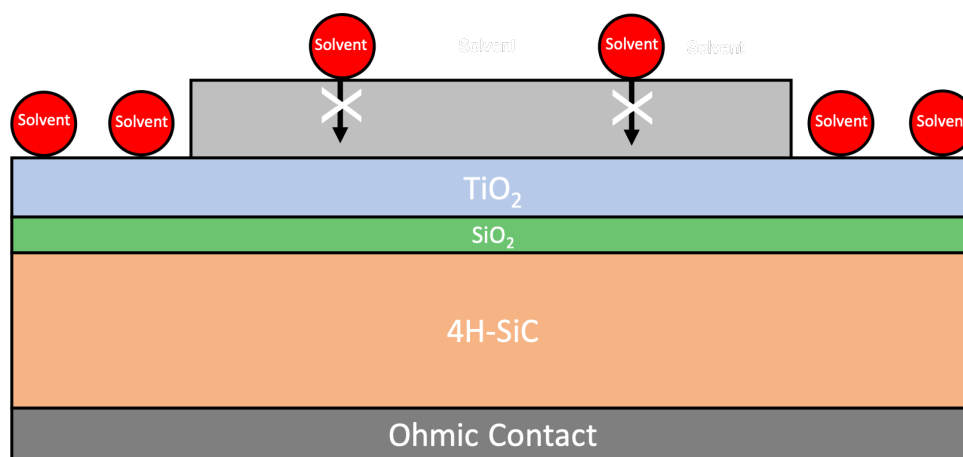 Solvent
Solvent
Solvent
Solvent
Solvent
Solvent
Solvent
Solvent
TiO₂
SiO₂
4H-SiC
Ohmic Contact